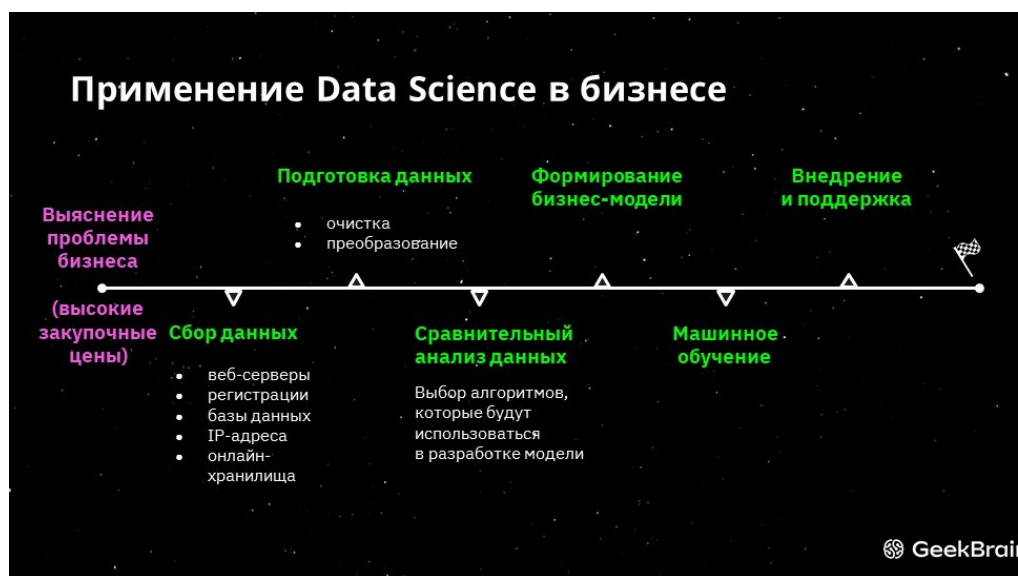 Применение Data Science в бизнесе
Выяснение
проблемы
бизнеса
(высокие
закупочные
цены)
Сбор данных
• веб-серверы
• регистрации
• базы данных
• IP-адреса
• онлайн-
хранилища
Подготовка данных
• очистка
• преобразование
Сравнительный
анализ данных
Выбор алгоритмов,
которые будут
использоваться
в разработке модели
Формирование
бизнес-модели
Машинное
обучение
Внедрение
и поддержка
GeekBrain